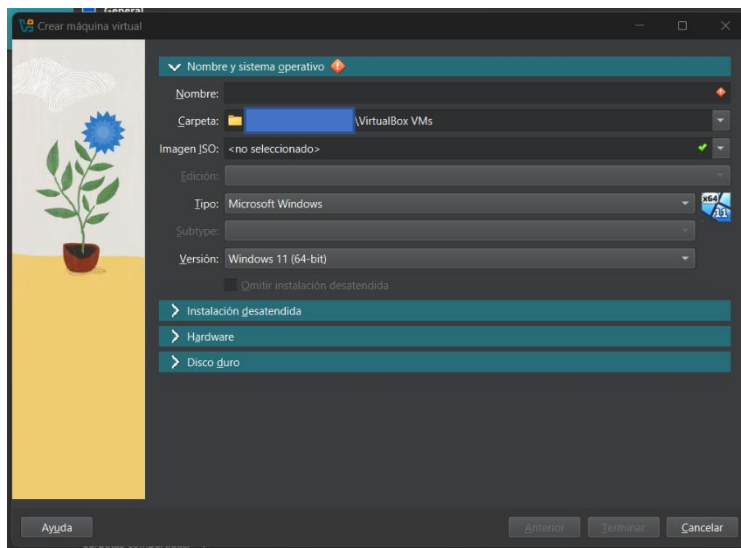 General
Crear máquina virtual
Nombre y sistema operativo
Nombre:
Carpeta: \VirtualBox VMs
Imagen ISO: <no seleccionado>
Edición:
Tipo: Microsoft Windows
x64
11
Subtype:
Versión: Windows 11 (64-bit)
Omitir instalación desatendida
Instalación desatendida
Hardware
Disco duro
Ayuda Anterior Terminar Cancelar